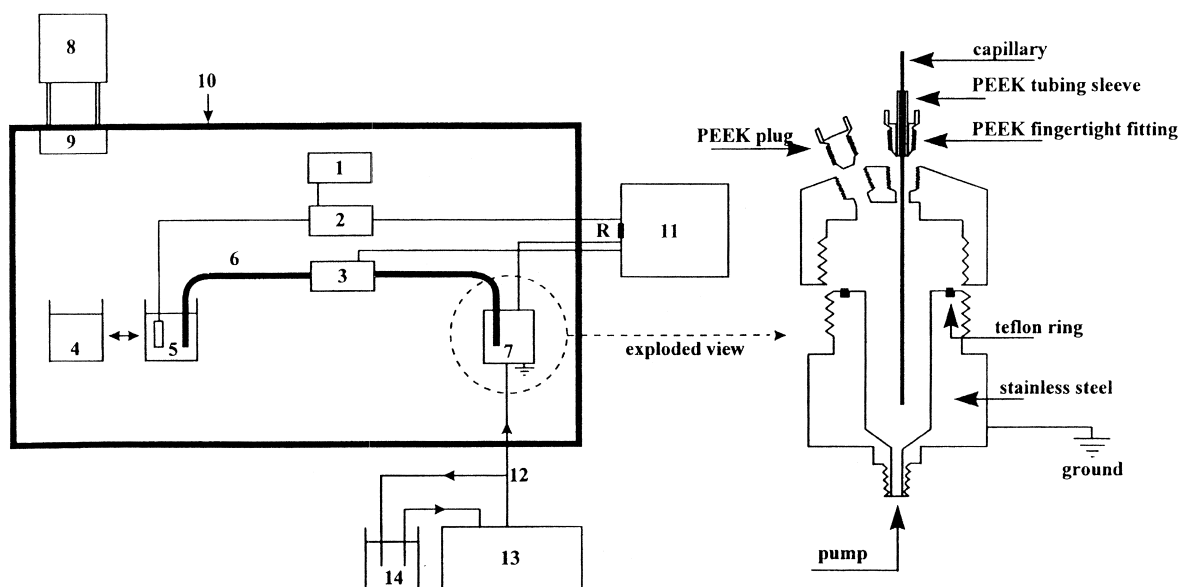 8
10
9
1
2
R
11
6
3
4
5
7
exploded view
12
13
14
capillary
PEEK tubing sleeve
PEEK plug
PEEK fingertight fitting
teflon ring
stainless steel
ground
pump